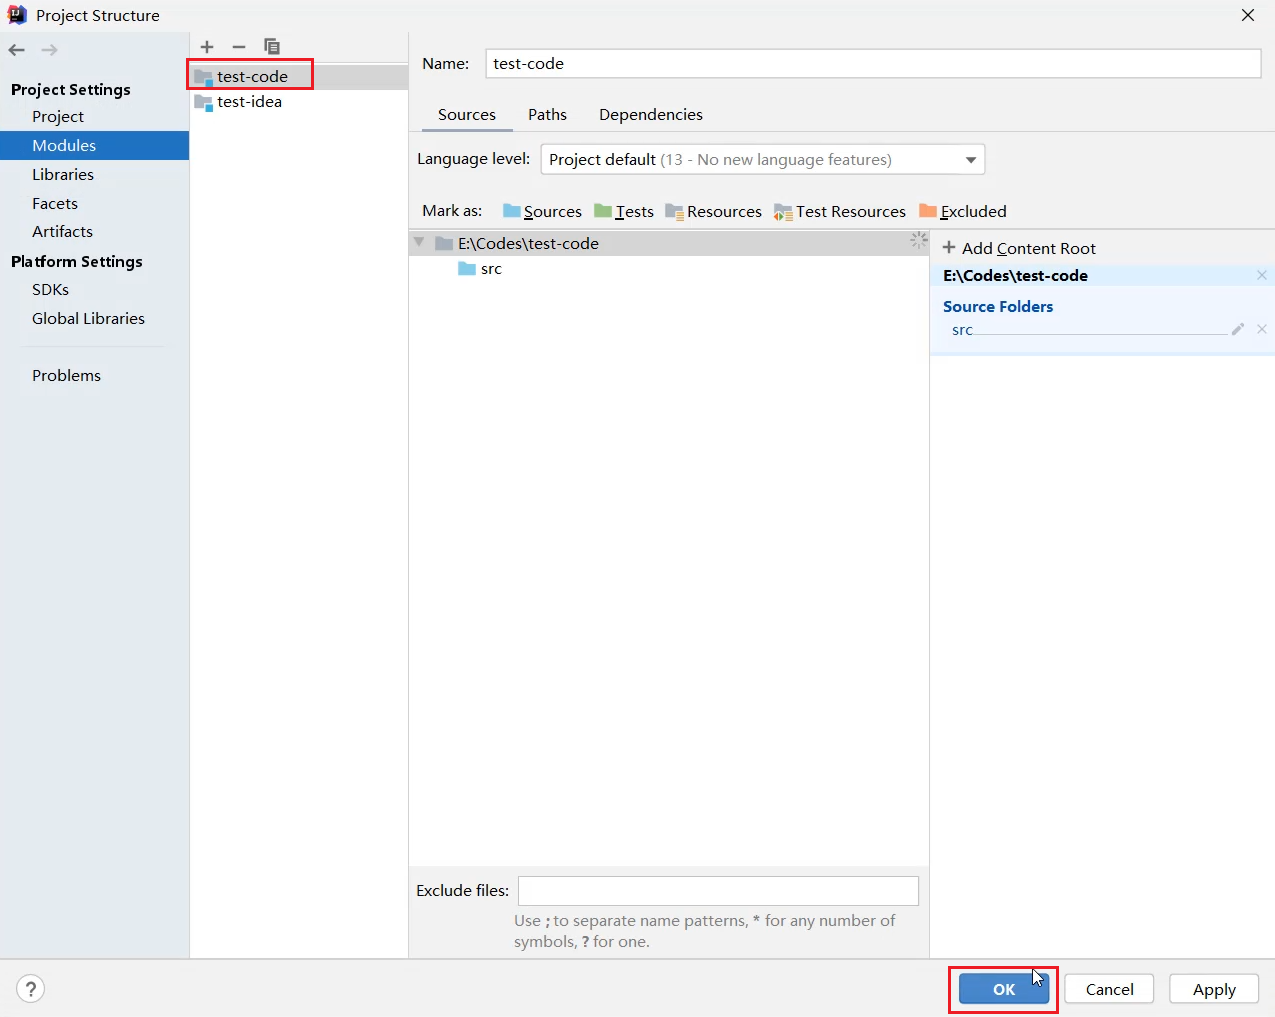 Project Structure
Project Settings
Project
Modules
Libraries
Facets
Artifacts
Platform Settings
SDKs
Global Libraries
Problems
test-code
test-idea
Name: test-code
Sources Paths Dependencies
Language level: Project default (13 - No new language features)
Mark as: Sources Tests Resources Test Resources Excluded
E:\Codes\test-code
src
+ Add Content Root
E:\Codes\test-code
Source Folders
src
Exclude files:
Use ; to separate name patterns, * for any number of
symbols, ? for one.
? OK Cancel Apply